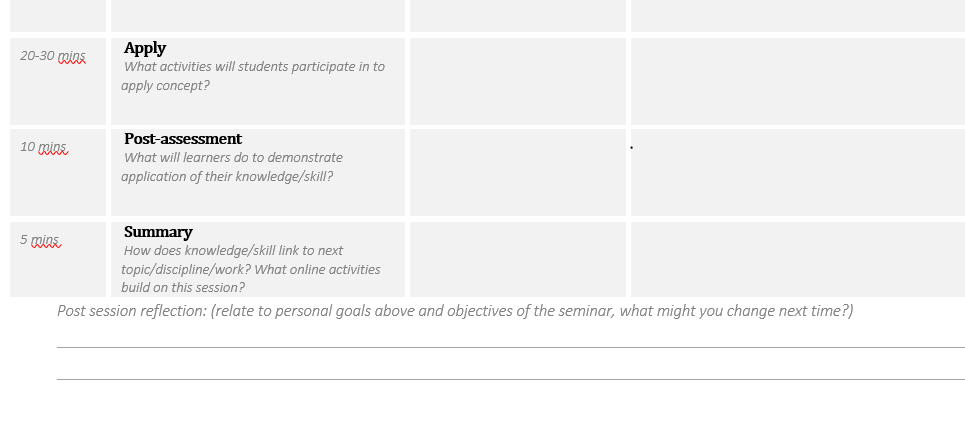 20-30 mins
Apply
What activities will students participate in to
apply concept?
10 mins
Post-assessment
What will learners do to demonstrate
application of their knowledge/skill?
.
5 mins
Summary
How does knowledge/skill link to next
topic/discipline/work? What online activities
build on this session?
Post session reflection: (relate to personal goals above and objectives of the seminar, what might you change next time?)